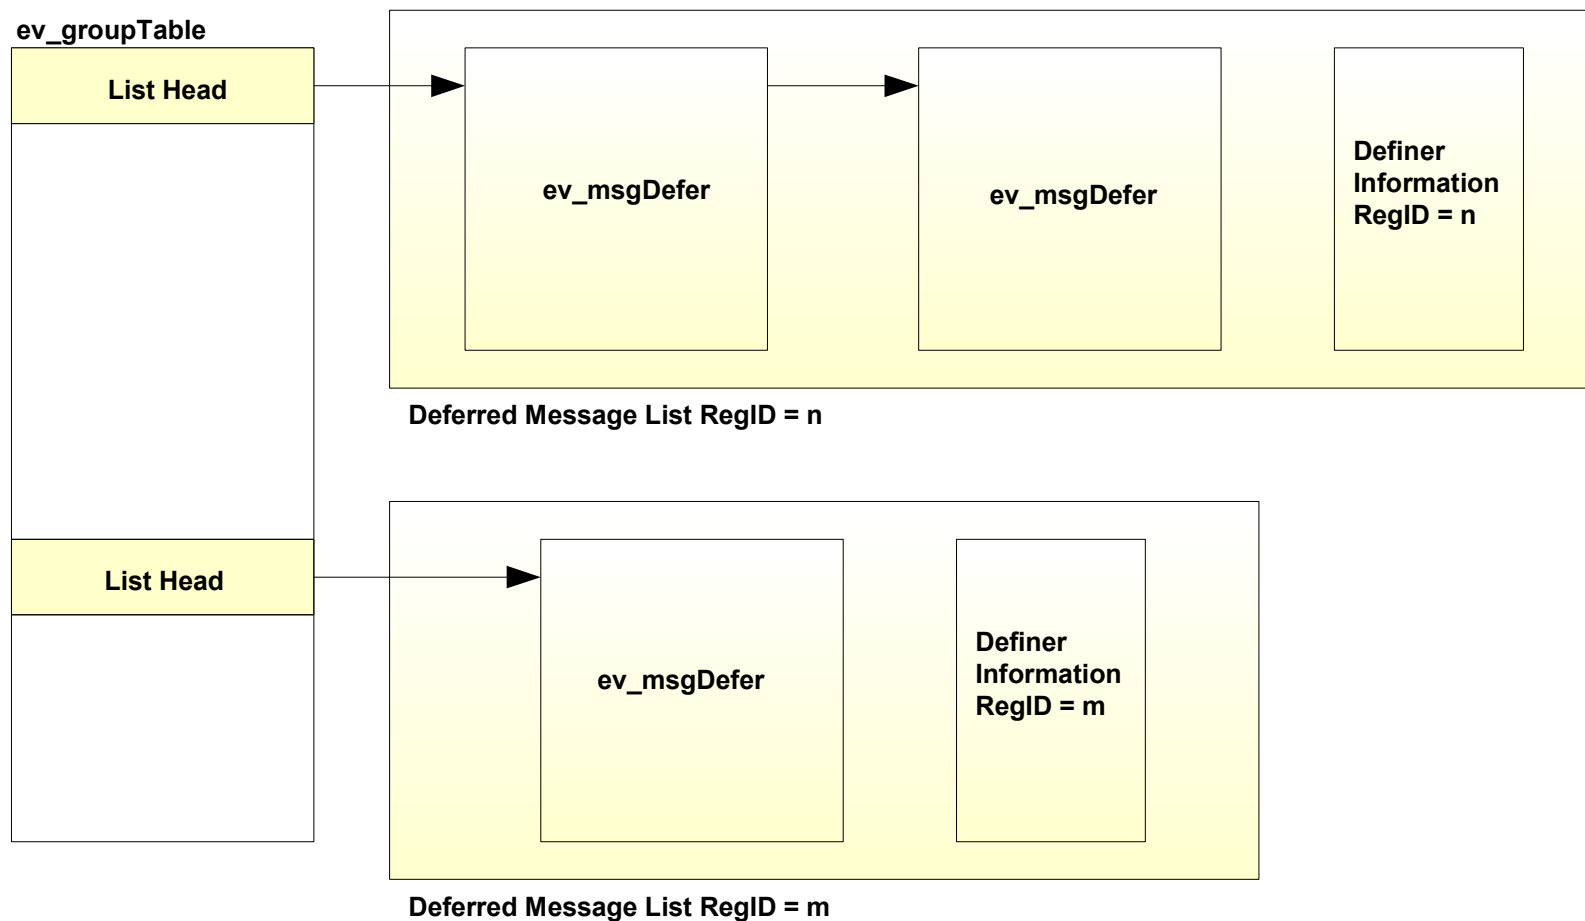 ev_groupTable
List Head
ev_msgDefer
ev_msgDefer
Definer
Information
RegID = n
Deferred Message List RegID = n
List Head
ev_msgDefer
Definer
Information
RegID = m
Deferred Message List RegID = m